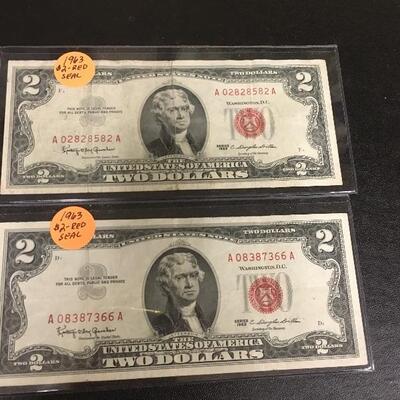 1963
$2-RED
SEAL
2
TWO DOLLARS
2
A 02828582 A
THIS NOTE IS LEGAL TENDER
FOR ALL DEBTS, PUBLIC AND PRIVATE
WASHINGTON, D.C.
A 02828582 A
SERIES
1963
THE
UNITED STATES OF AMERICA
2
TWO DOLLARS
2
1963
$2-RED
SEAL
2
TWO DOLLARS
2
THIS NOTE IS LEGAL TENDER
FOR ALL DEBTS, PUBLIC AND PRIVATE
WASHINGTON, D.C.
A 08387366 A
A 08387366 A
SERIES
1963
THE
UNITED STATES OF AMERICA
2
TWO DOLLARS
2